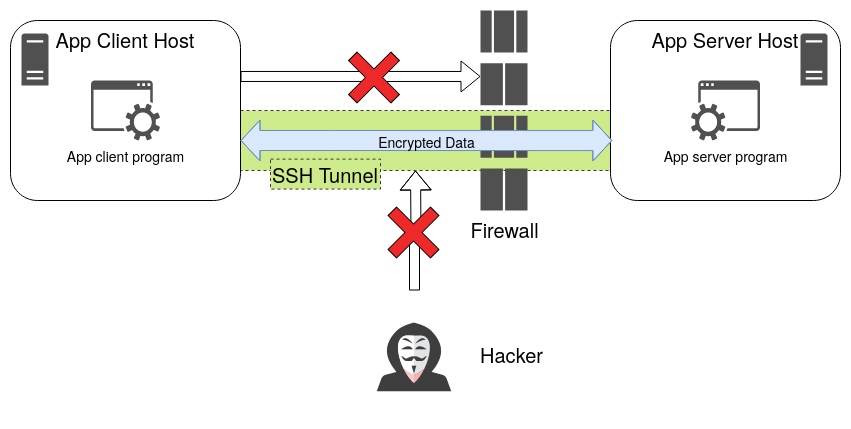 App Client Host
App Server Host
App client program
App server program
Encrypted Data
SSH Tunnel
Firewall
Hacker